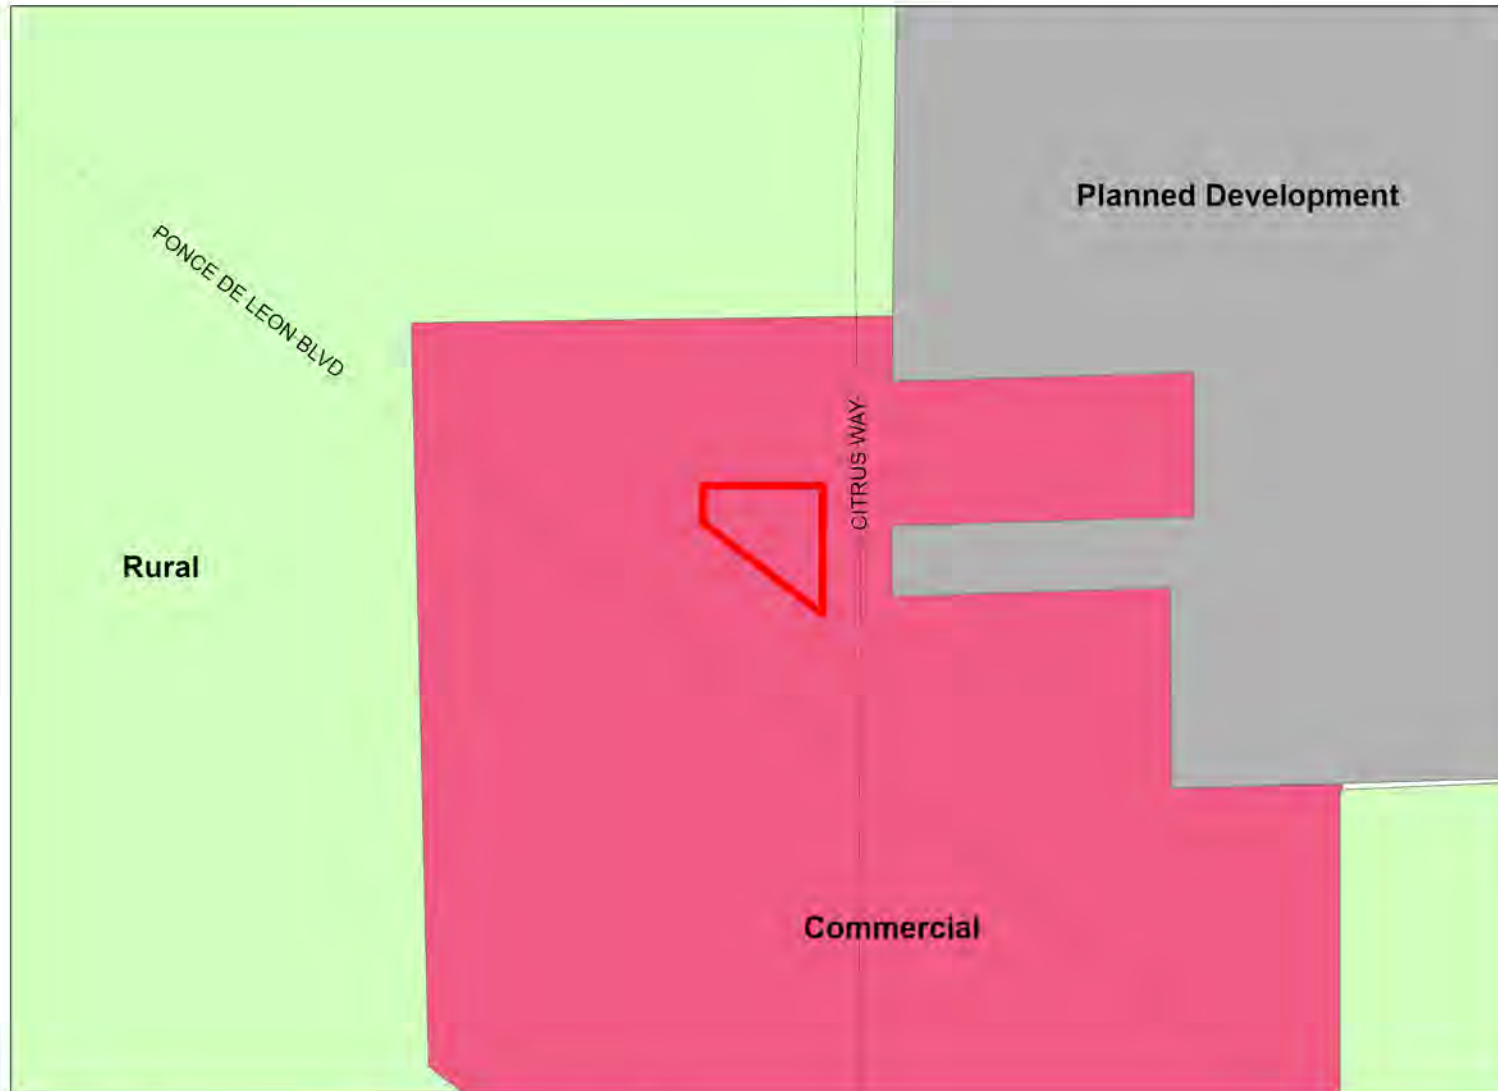 Planned Development
PONCE DE LEON BLVD
CITRUS WAY
Rural
Commercial